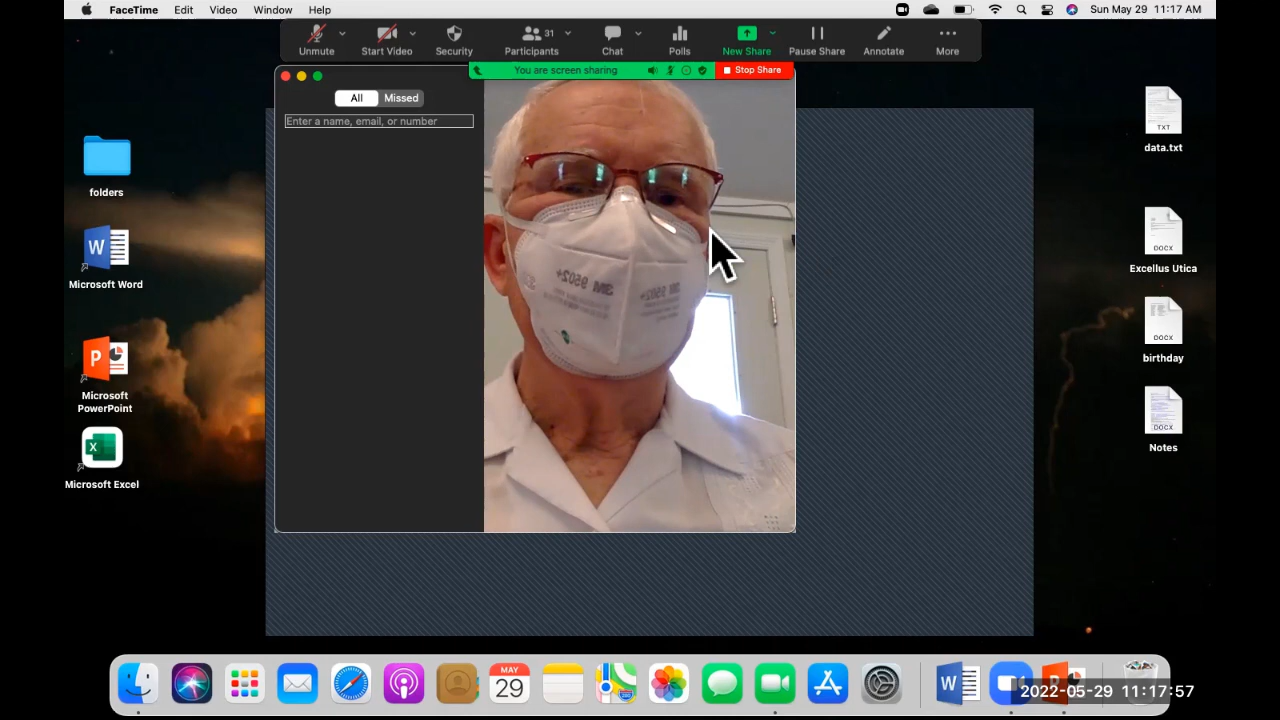 FaceTime Edit Video Window Help
Sun May 29 11:17 AM
Unmute Start Video Security Participants 31 Chat Polls New Share Pause Share Annotate More
You are screen sharing Stop Share
All Missed
Enter a name, email, or number
3M 9502+
3M 9502+
folders
Microsoft Word
Microsoft
PowerPoint
Microsoft Excel
TXT
data.txt
DOCX
Excellus Utica
DOCX
birthday
DOCX
Notes
MAY
29
2022-05-29 11:17:57